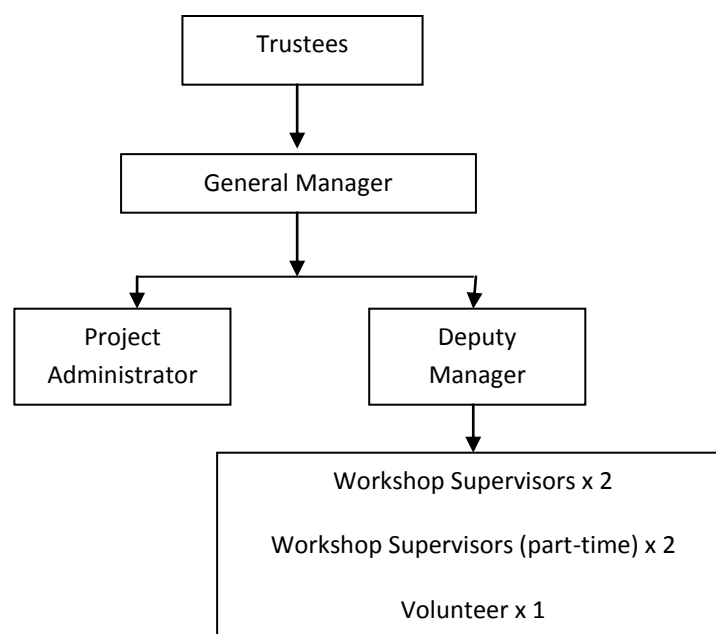 Trustees
General Manager
Project
Administrator
Deputy
Manager
Workshop Supervisors x 2
Workshop Supervisors (part-time) x 2
Volunteer x 1